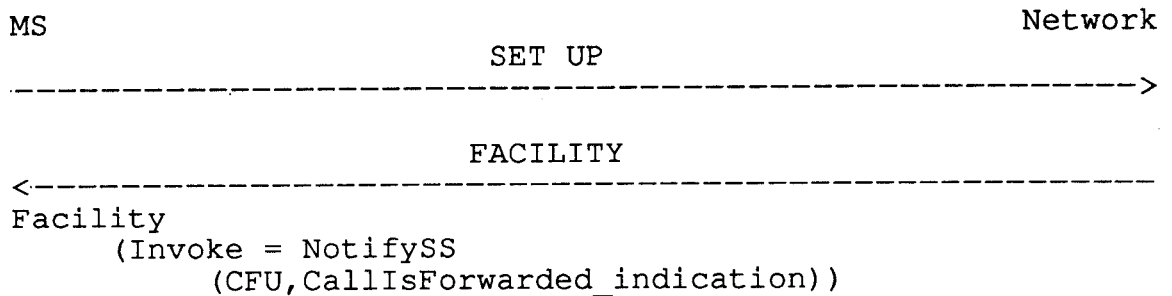 MS Network
SET UP
------------------------------------------------------------->
FACILITY
<-------------------------------------------------------------
Facility
(Invoke = NotifySS
(CFU,CallIsForwarded_indication))